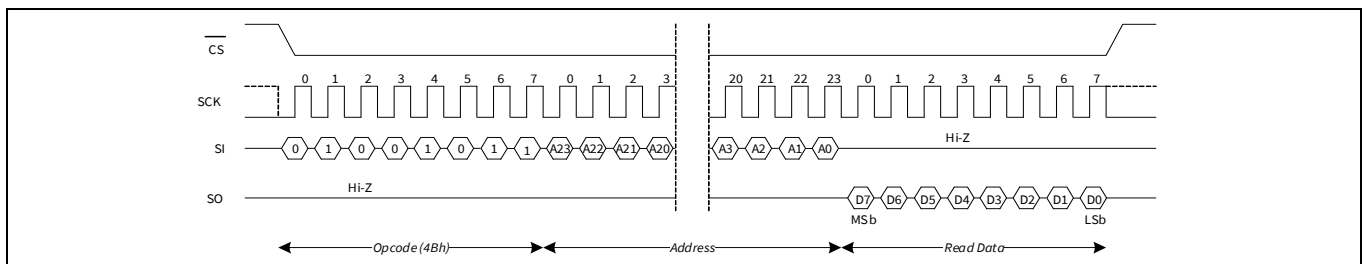 CS
0 1 2 3 4 5 6 7 0 1 2 3 20 21 22 23 0 1 2 3 4 5 6 7
SCK
Hi-Z
SI 0 1 0 0 1 0 1 1 A23 A22 A21 A20 A3 A2 A1 A0
Hi-Z
SO D7 D6 D5 D4 D3 D2 D1 D0
MSb LSb
Opcode (4Bh) Address Read Data